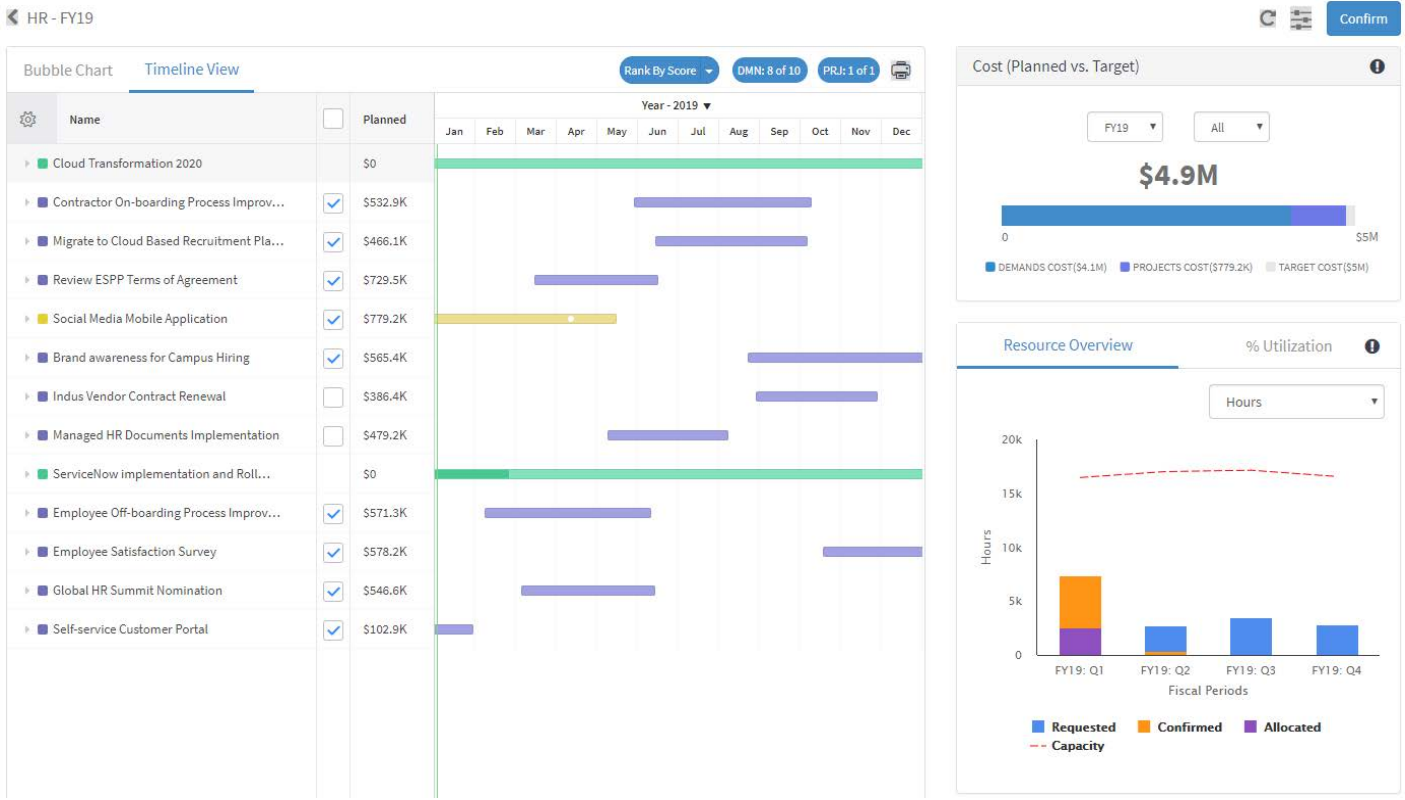 HR - FY19
Confirm
Bubble Chart Timeline View
Rank By Score DMN: 8 of 10 PRJ: 1 of 1
Name Planned
Year - 2019 ▼
Jan Feb Mar Apr May Jun Jul Aug Sep Oct Nov Dec
Cloud Transformation 2020 $0
Contractor On-boarding Process Improv... $532.9K
Migrate to Cloud Based Recruitment Pla... $466.1K
Review ESPP Terms of Agreement $729.5K
Social Media Mobile Application $779.2K
Brand awareness for Campus Hiring $565.4K
Indus Vendor Contract Renewal $386.4K
Managed HR Documents Implementation $479.2K
ServiceNow implementation and Roll... $0
Employee Off-boarding Process Improv... $571.3K
Employee Satisfaction Survey $578.2K
Global HR Summit Nomination $546.6K
Self-service Customer Portal $102.9K
Cost (Planned vs. Target)
FY19 All
$4.9M
0 $5M
DEMANDS COST($4.1M) PROJECTS COST($779.2K) TARGET COST($5M)
Resource Overview % Utilization
Hours
20k
15k
10k
5k
0
Hours
FY19: Q1 FY19: Q2 FY19: Q3 FY19: Q4
Fiscal Periods
Requested Confirmed Allocated
Capacity